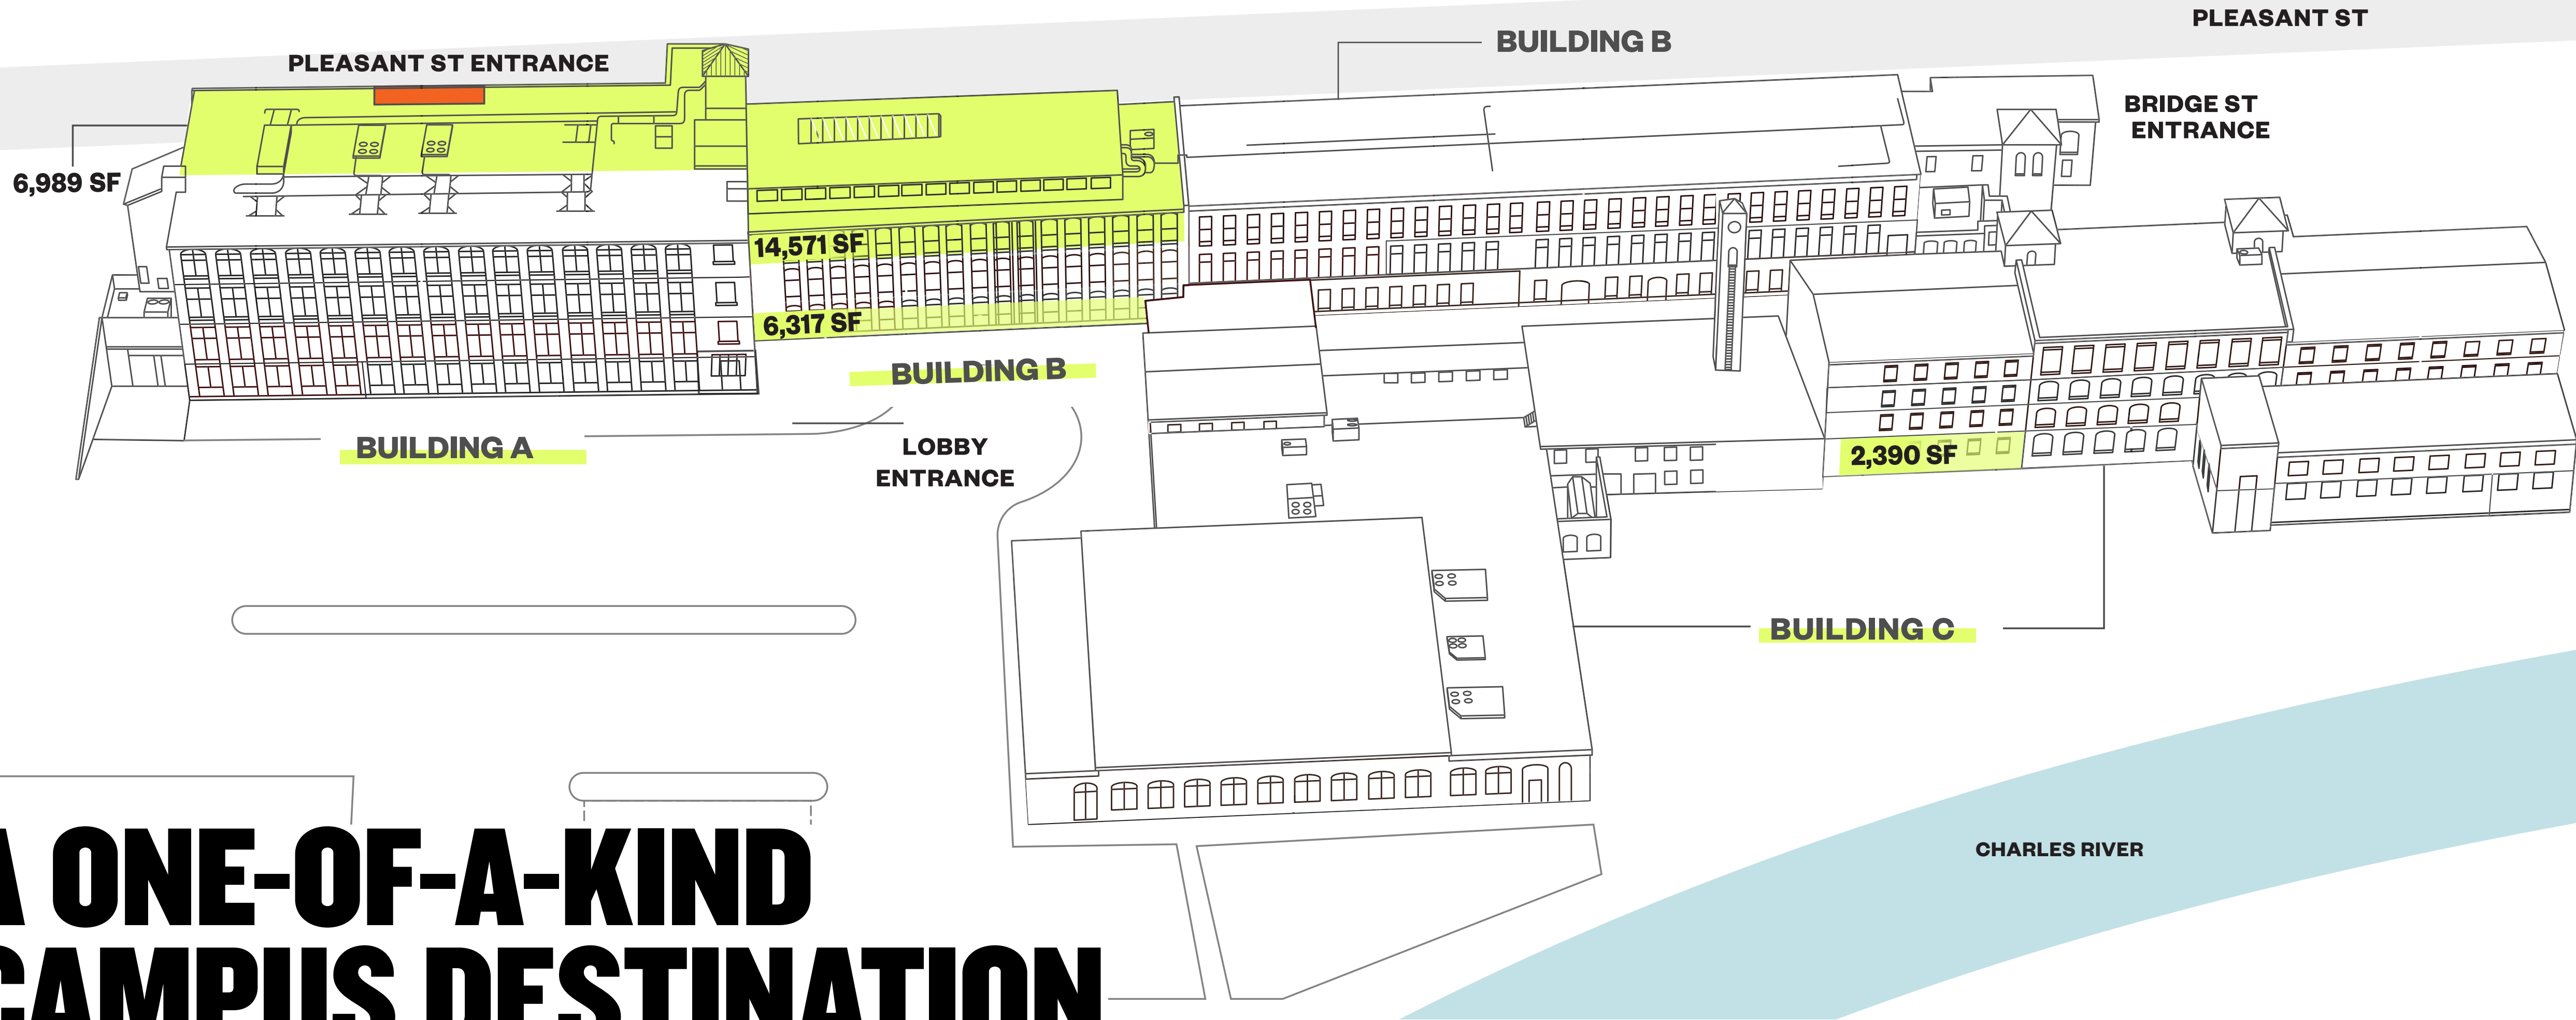 PLEASANT ST
BUILDING B
PLEASANT ST ENTRANCE
BRIDGE ST
ENTRANCE
6,989 SF
14,571 SF
6,317 SF
BUILDING B
BUILDING A
LOBBY
ENTRANCE
2,390 SF
BUILDING C
CHARLES RIVER
A ONE-OF-A-KIND
CAMPUS DESTINATION